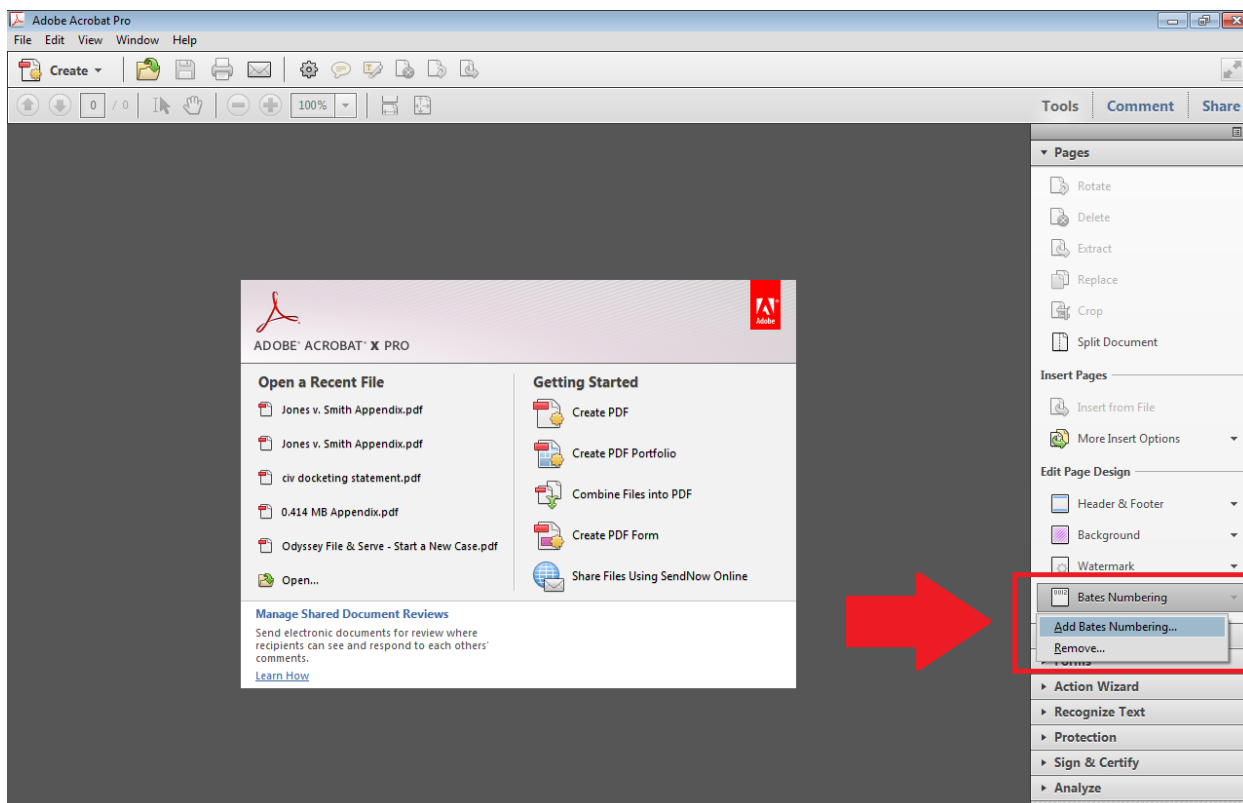 Adobe Acrobat Pro
File Edit View Window Help
Create
0 / 0 100% Tools Comment Share
Pages
Rotate
Delete
Extract
Replace
Crop
Split Document
Insert Pages
Insert from File
More Insert Options
Edit Page Design
Header & Footer
Background
Watermark
0012 Bates Numbering
Add Bates Numbering...
Remove...
Forms
Action Wizard
Recognize Text
Protection
Sign & Certify
Analyze
Adobe
ADOBE® ACROBAT® X PRO
Open a Recent File
Jones v. Smith Appendix.pdf
Jones v. Smith Appendix.pdf
civ docketing statement.pdf
0.414 MB Appendix.pdf
Odyssey File & Serve - Start a New Case.pdf
Open...
Getting Started
Create PDF
Create PDF Portfolio
Combine Files into PDF
Create PDF Form
Share Files Using SendNow Online
Manage Shared Document Reviews
Send electronic documents for review where
recipients can see and respond to each others'
comments.
Learn How